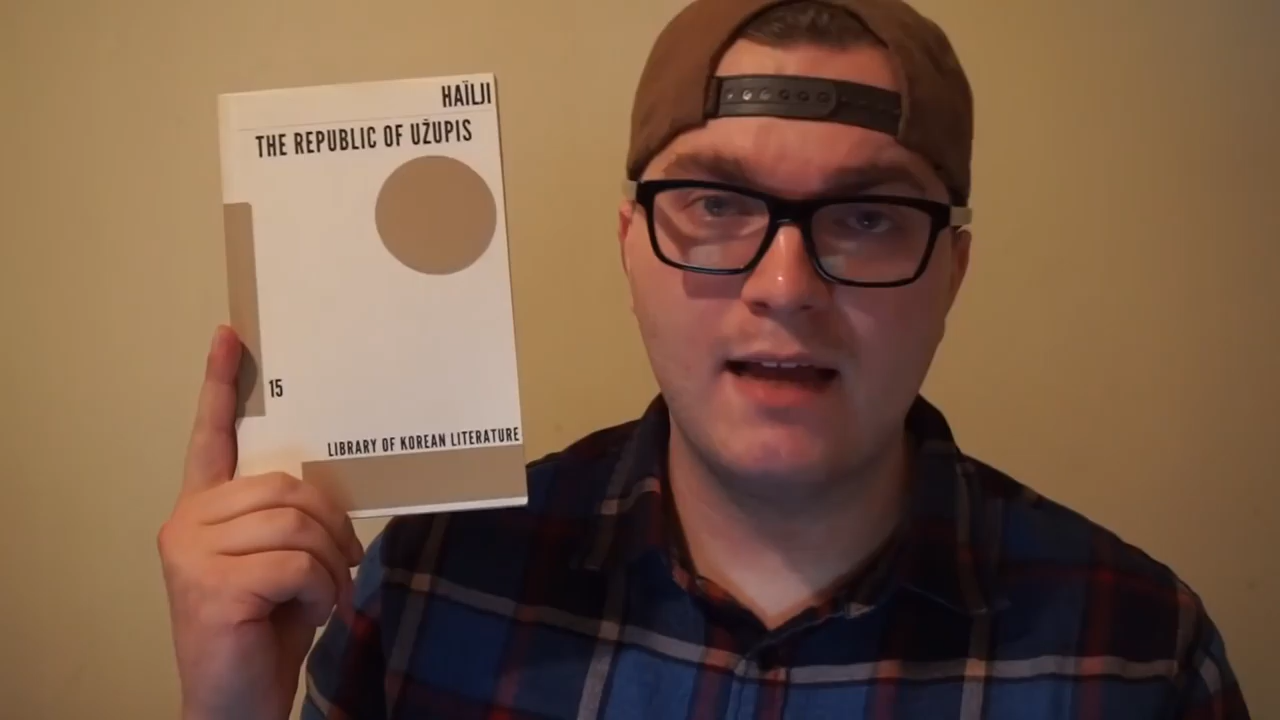 HAÏLJI
THE REPUBLIC OF UŽUPIS
15
LIBRARY OF KOREAN LITERATURE